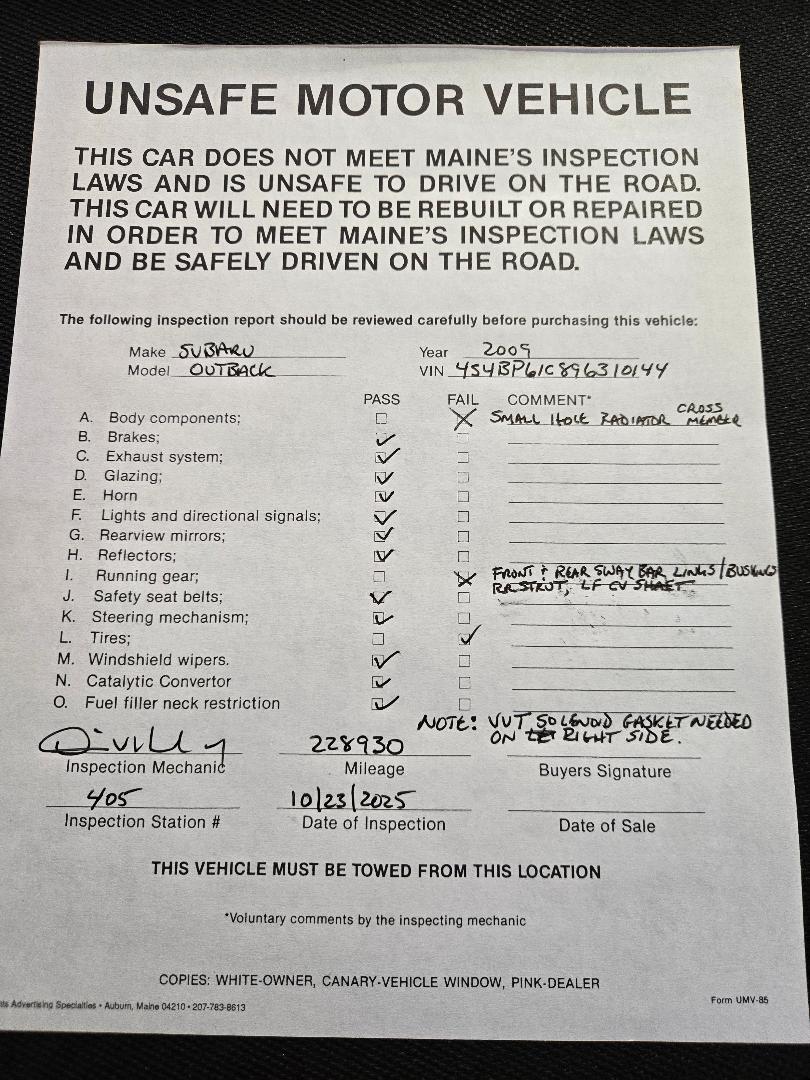 UNSAFE MOTOR VEHICLE
THIS CAR DOES NOT MEET MAINE'S INSPECTION
LAWS AND IS UNSAFE TO DRIVE ON THE ROAD.
THIS CAR WILL NEED TO BE REBUILT OR REPAIRED
IN ORDER TO MEET MAINE'S INSPECTION LAWS
AND BE SAFELY DRIVEN ON THE ROAD.
The following inspection report should be reviewed carefully before purchasing this vehicle:
Make SUBARU Year 2009
Model OUTBACK VIN 4S4BP61C896310144
PASS FAIL COMMENT*
A. Body components; SMALL HOLE RADIATOR CROSS MEMBER
B. Brakes;
C. Exhaust system;
D. Glazing;
E. Horn
F. Lights and directional signals;
G. Rearview mirrors;
H. Reflectors;
I. Running gear; FRONT & REAR SWAY BAR LINKS/BUSHINGS
RR STRUT, LF CV SHAFT
J. Safety seat belts;
K. Steering mechanism;
L. Tires;
M. Windshield wipers.
N. Catalytic Convertor
O. Fuel filler neck restriction
NOTE: VVT SOLENOID GASKET NEEDED
ON RIGHT SIDE.
228930
Inspection Mechanic Mileage Buyers Signature
405 10/23/2025
Inspection Station # Date of Inspection Date of Sale
THIS VEHICLE MUST BE TOWED FROM THIS LOCATION
*Voluntary comments by the inspecting mechanic
COPIES: WHITE-OWNER, CANARY-VEHICLE WINDOW, PINK-DEALER
Advertising Specialties • Auburn, Maine 04210 • 207-783-8613 Form UMV-85